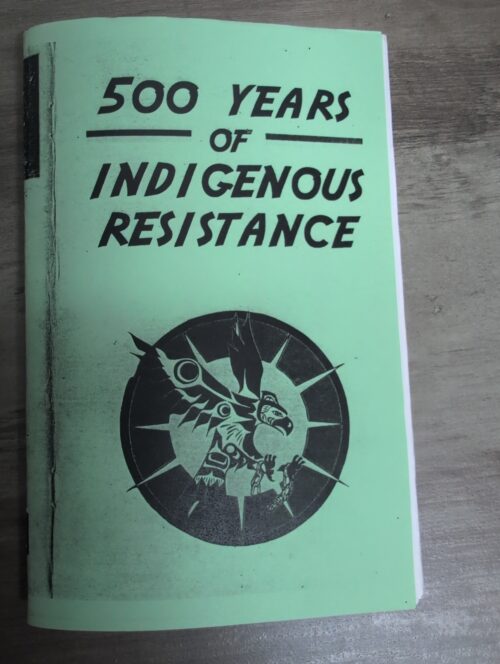 500 YEARS
OF
INDIGENOUS
RESISTANCE